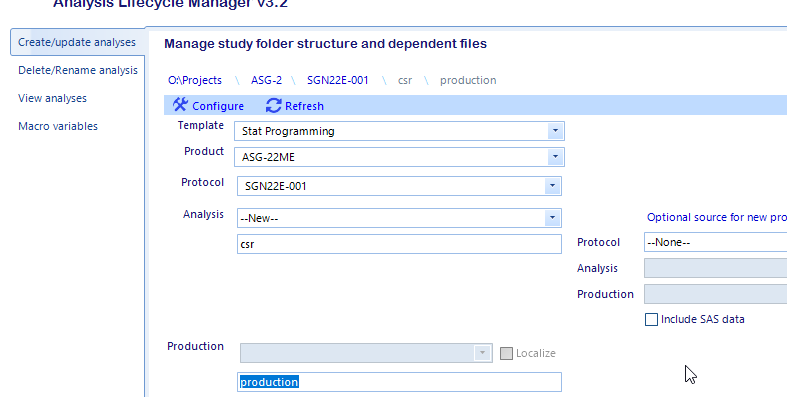 Analysis Lifecycle Manager v3.2
Create/update analyses
Delete/Rename analysis
View analyses
Macro variables
Manage study folder structure and dependent files
O:\Projects \ ASG-2 \ SGN22E-001 \ csr \ production
Configure Refresh
Template Stat Programming
Product ASG-22ME
Protocol SGN22E-001
Analysis --New--
csr
Optional source for new pro
Protocol --None--
Analysis
Production
Include SAS data
Production Localize
production